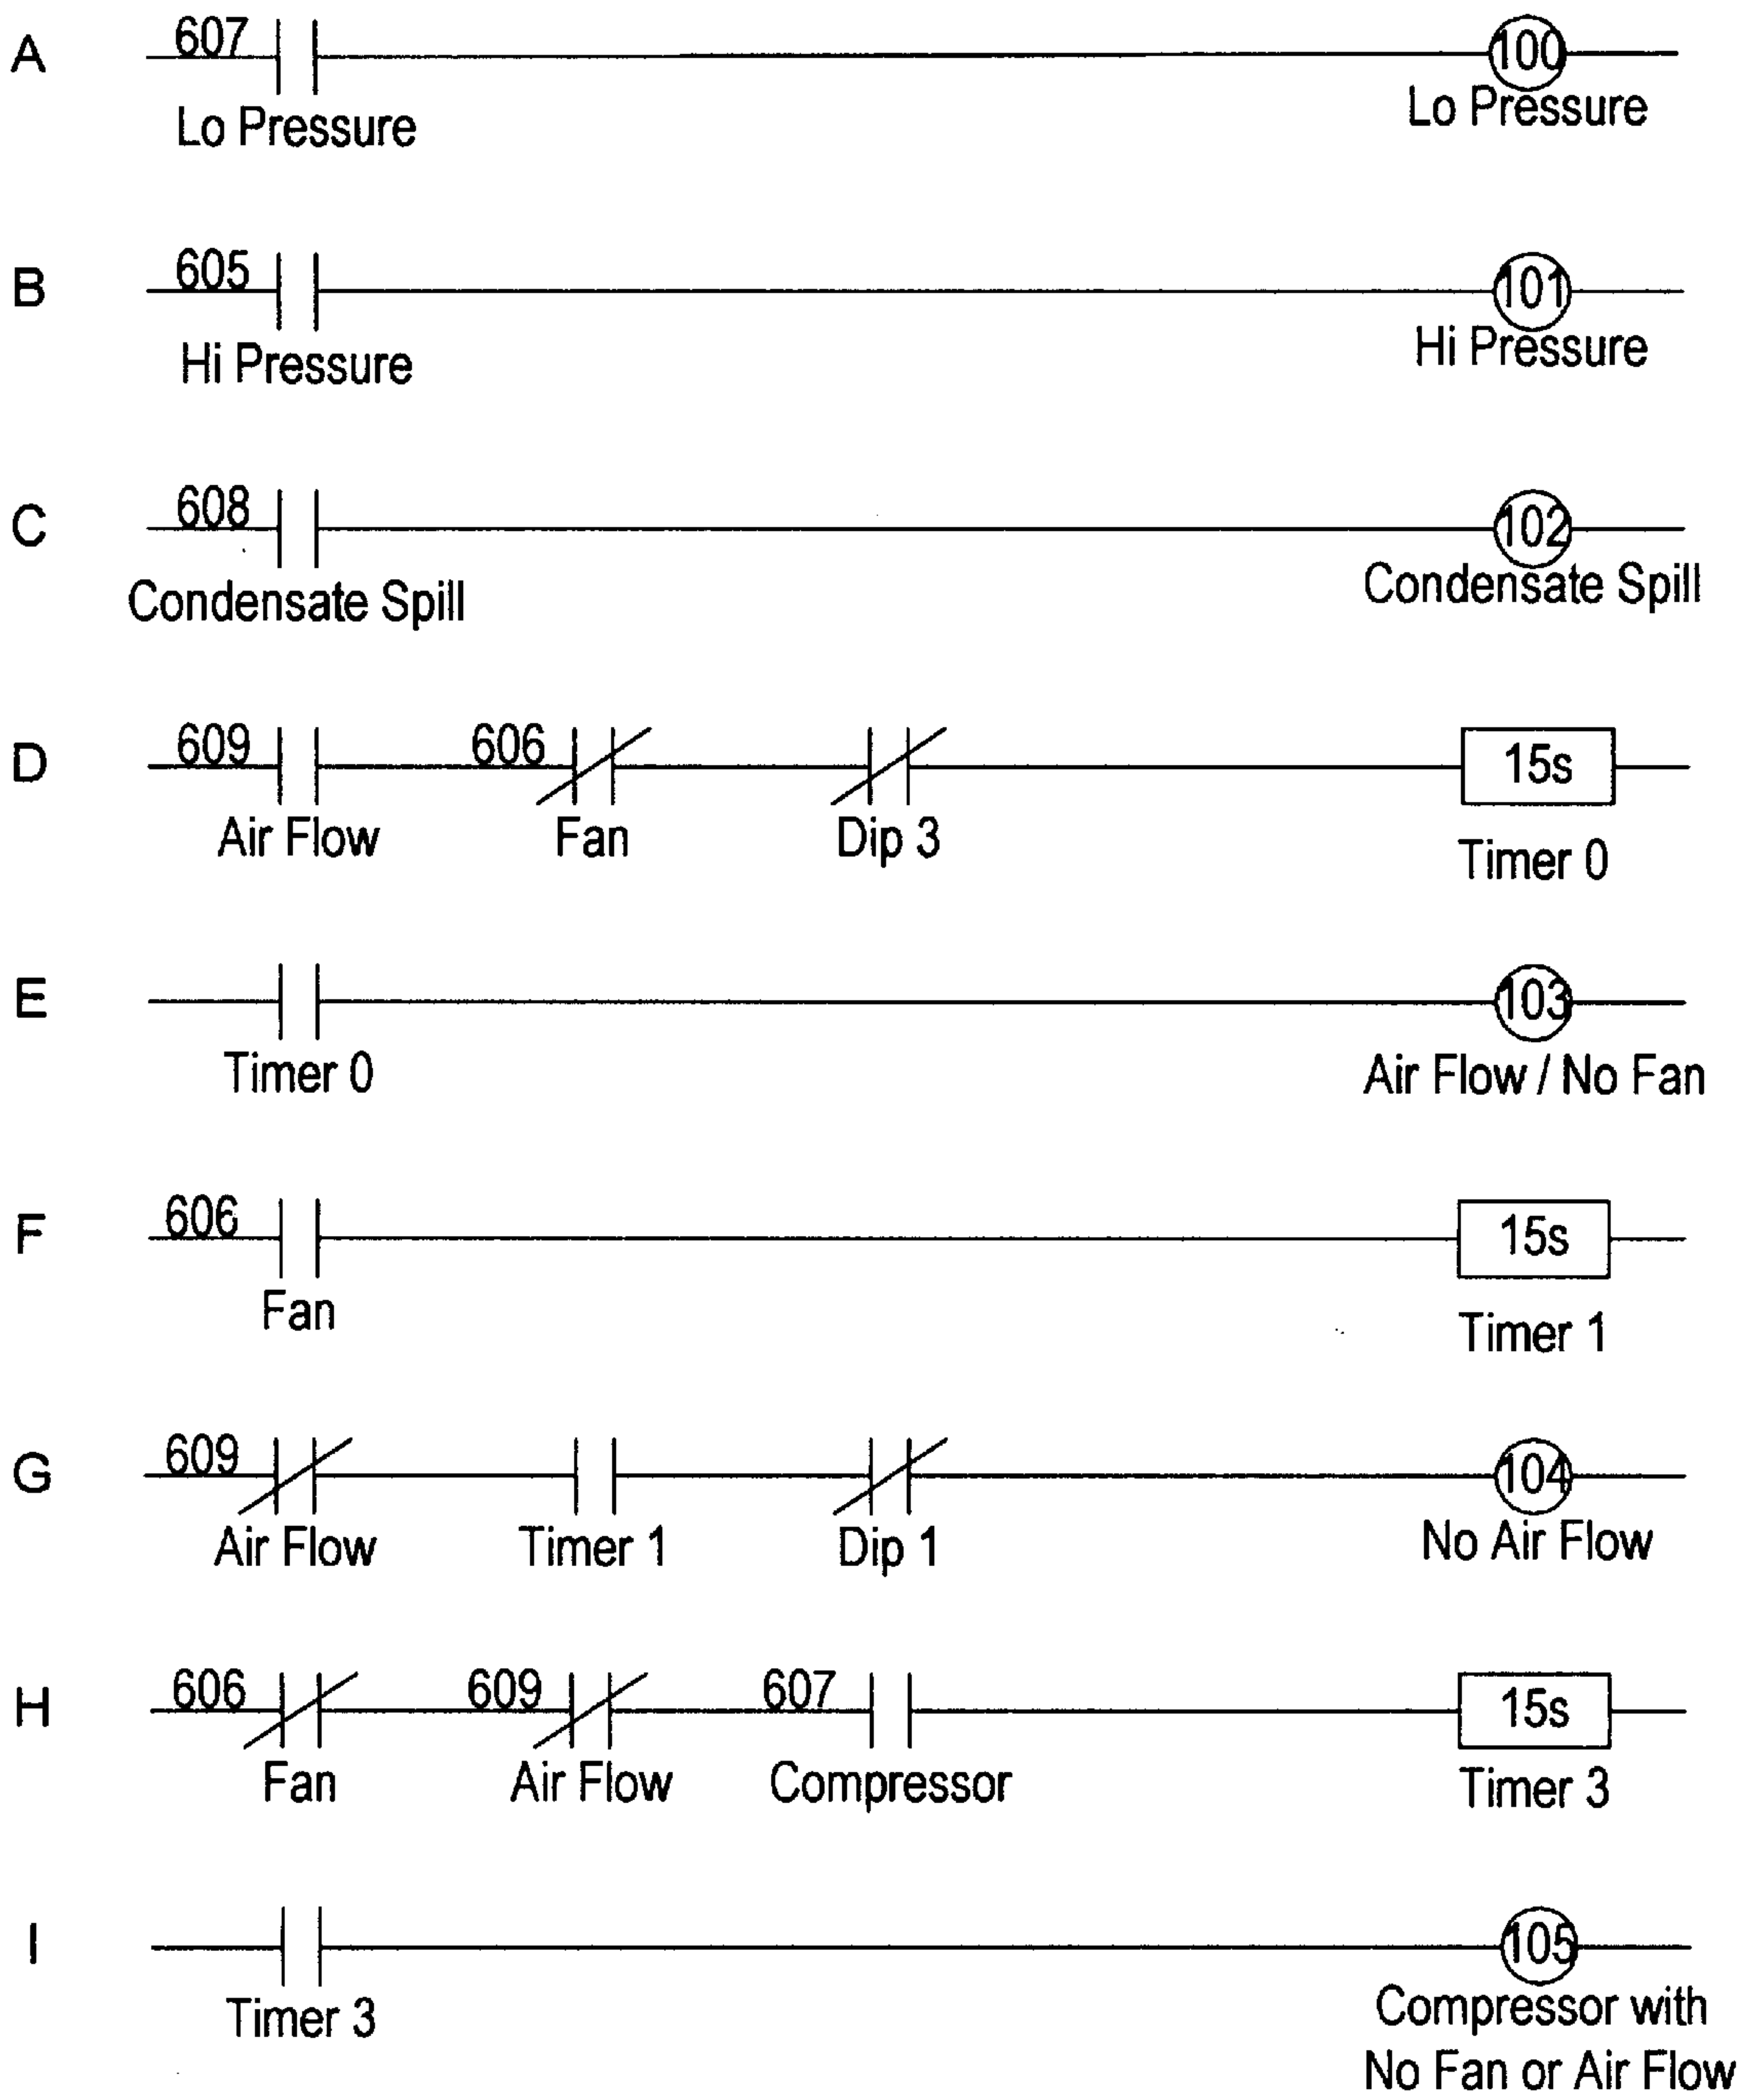 A 607 100
Lo Pressure Lo Pressure
B 605 101
Hi Pressure Hi Pressure
C 608 102
Condensate Spill Condensate Spill
D 609 606 15s
Air Flow Fan Dip 3 Timer 0
E 103
Timer 0 Air Flow / No Fan
F 606 15s
Fan Timer 1
G 609 104
Air Flow Timer 1 Dip 1 No Air Flow
H 606 609 607 15s
Fan Air Flow Compressor Timer 3
I 105
Timer 3 Compressor with
No Fan or Air Flow